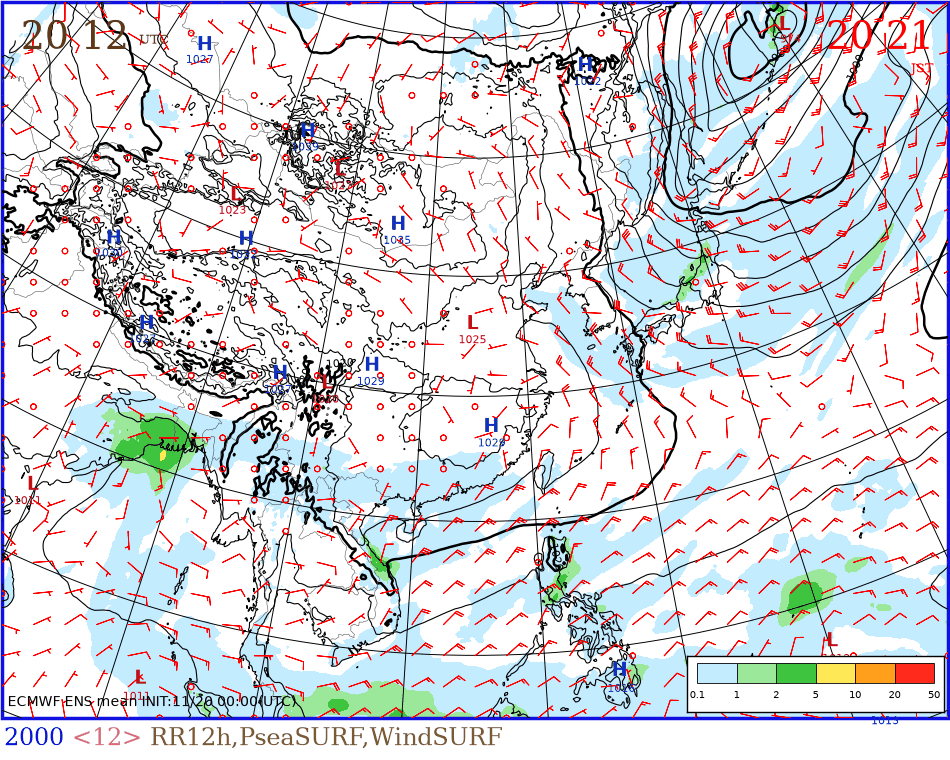 20 12 UTC
20 21
JST
H
1027
H
1032
H
1039
L
L
1023
H
1035
H
H
L
1025
H
H
1029
H
1028
L
1011
L
L
1011
H
ECMWF-ENS mean INIT:11/20 00:00(UTC)
0.1 1 2 5 10 20 50
1013
2000 <12> RR12h,PseaSURF,WindSURF